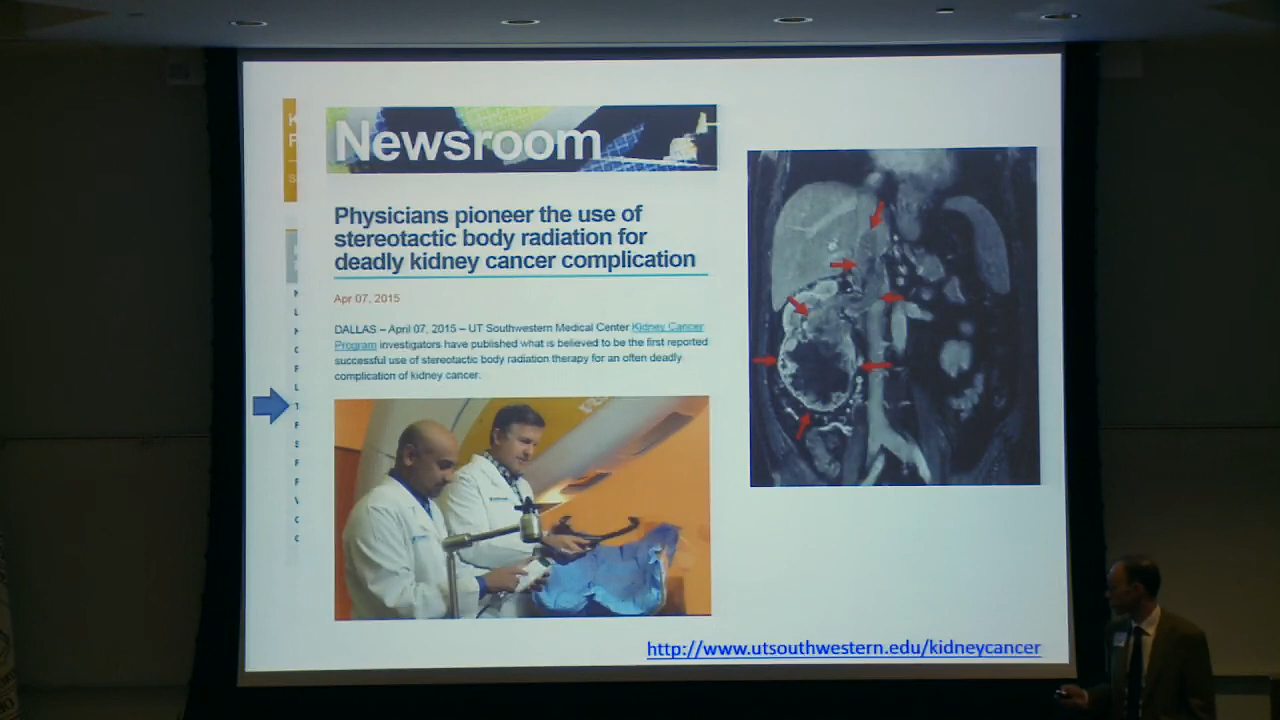 Newsroom
Physicians pioneer the use of
stereotactic body radiation for
deadly kidney cancer complication
Apr 07, 2015
DALLAS – April 07, 2015 – UT Southwestern Medical Center Kidney Cancer
Program investigators have published what is believed to be the first reported
successful use of stereotactic body radiation therapy for an often deadly
complication of kidney cancer.
http://www.utsouthwestern.edu/kidneycancer